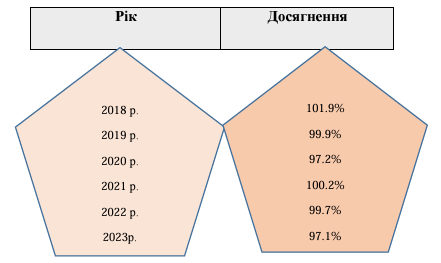 Рік Досягнення
2018 р. 101.9%
2019 р. 99.9%
2020 р. 97.2%
2021 р. 100.2%
2022 р. 99.7%
2023р. 97.1%